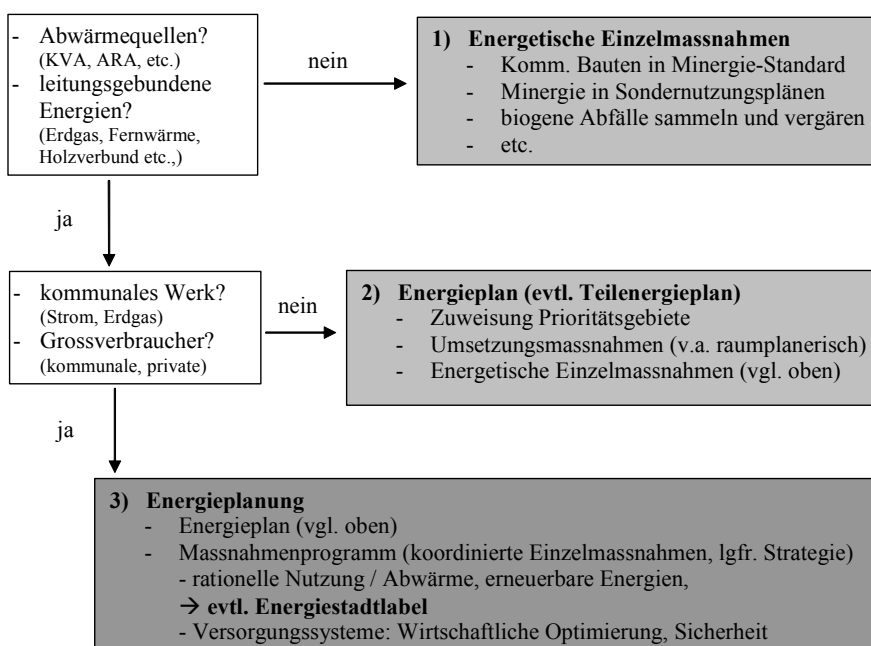 - Abwärmequellen?
(KVA, ARA, etc.)
- leitungsgebundene
Energien?
(Erdgas, Fernwärme,
Holzverbund etc.,)
nein
1) Energetische Einzelmassnahmen
- Komm. Bauten in Minergie-Standard
- Minergie in Sondernutzungsplänen
- biogene Abfälle sammeln und vergären
- etc.
ja
- kommunales Werk?
(Strom, Erdgas)
- Grossverbraucher?
(kommunale, private)
nein
2) Energieplan (evtl. Teilenergieplan)
- Zuweisung Prioritätsgebiete
- Umsetzungsmassnahmen (v.a. raumplanerisch)
- Energetische Einzelmassnahmen (vgl. oben)
ja
3) Energieplanung
- Energieplan (vgl. oben)
- Massnahmenprogramm (koordinierte Einzelmassnahmen, lgfr. Strategie)
- rationelle Nutzung / Abwärme, erneuerbare Energien,
→ evtl. Energiestadtlabel
- Versorgungssysteme: Wirtschaftliche Optimierung, Sicherheit